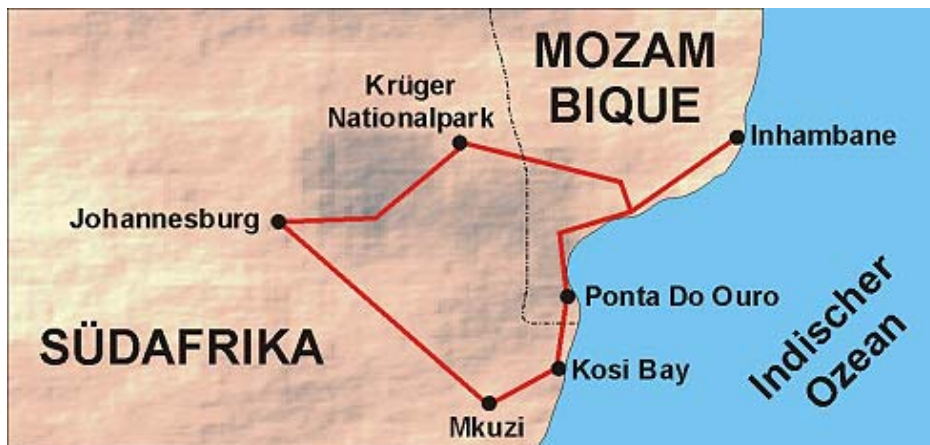 MOZAM
BIQUE
Krüger
Nationalpark
Inhambane
Johannesburg
Ponta Do Ouro
SÜDAFRIKA
Kosi Bay
Mkuzi
Indischer
Ozean